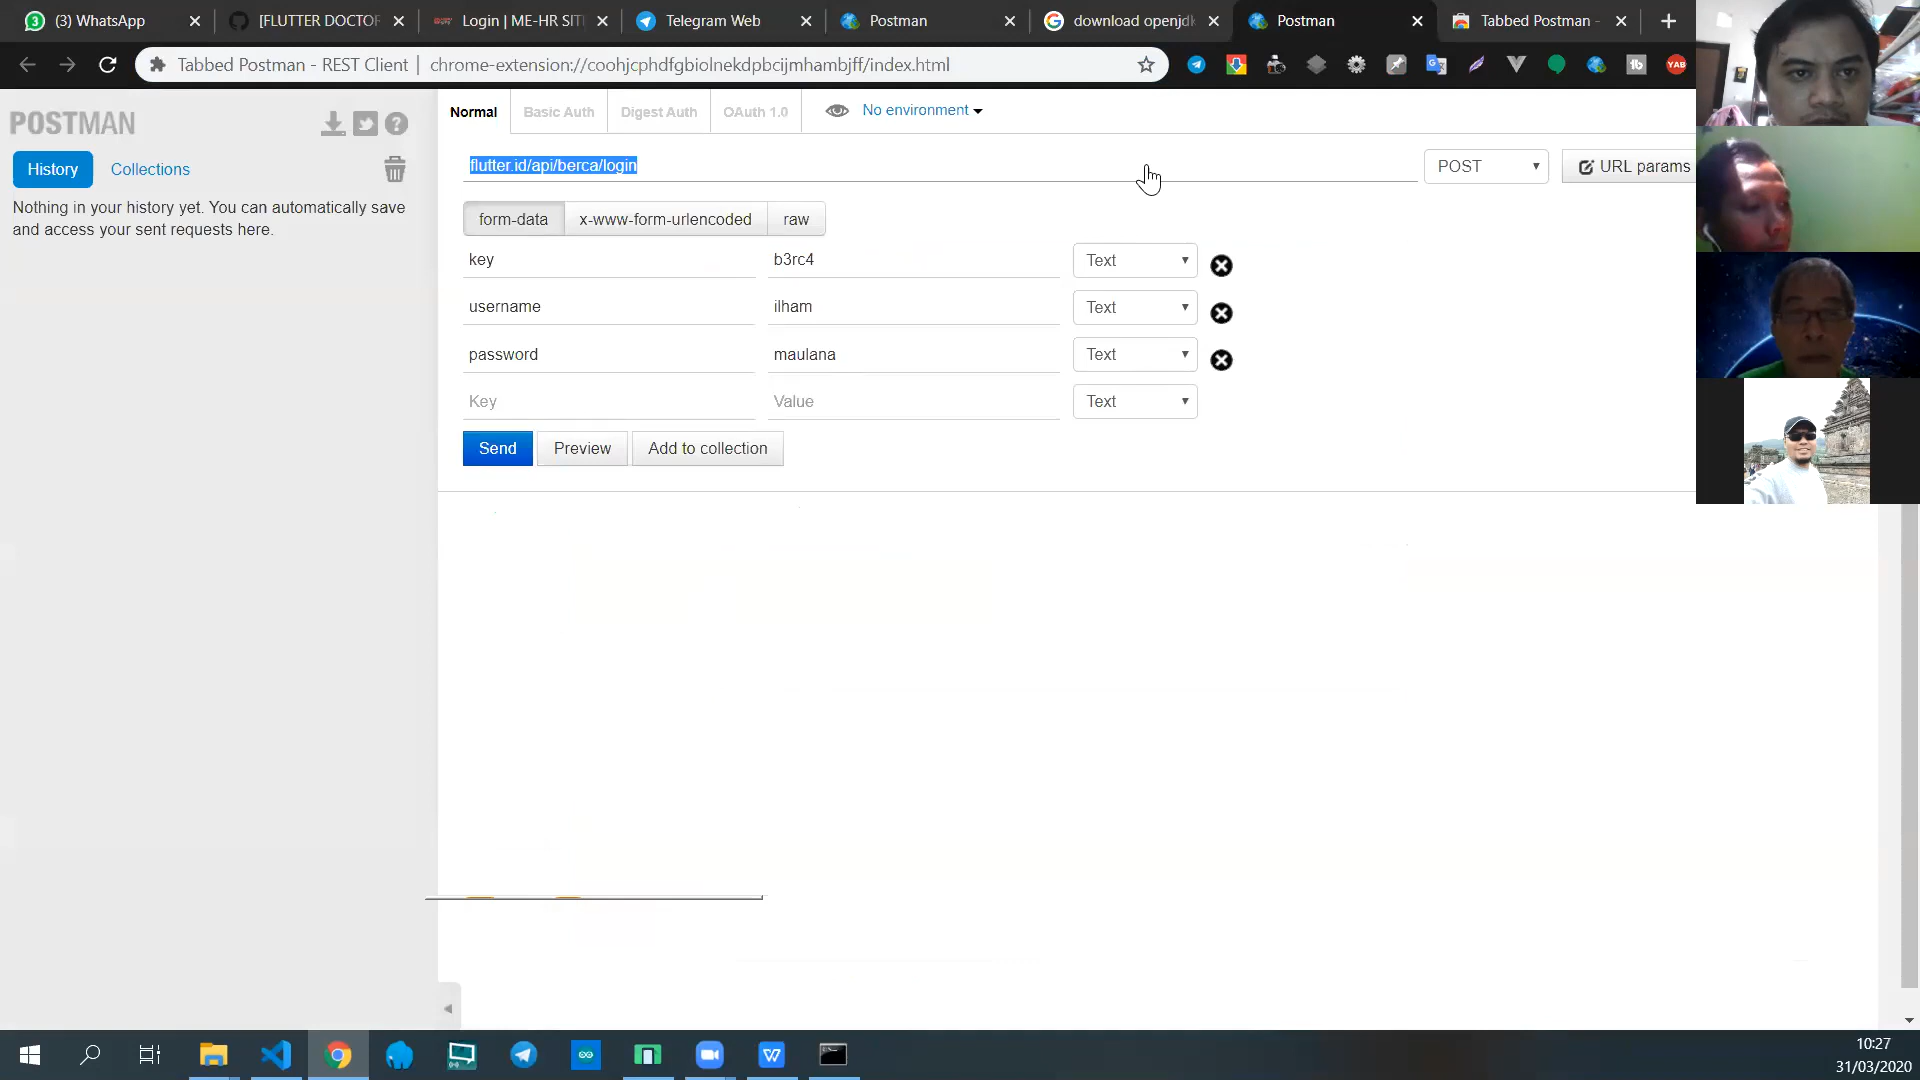 (3) WhatsApp
[FLUTTER DOCTOR
Login | ME-HR SIT
Telegram Web
Postman
download openjdk
Postman
Tabbed Postman -
Tabbed Postman - REST Client | chrome-extension://coohjcphdfgbiolnekdpbcijmhambjff/index.html
POSTMAN
History
Collections
Nothing in your history yet. You can automatically save
and access your sent requests here.
Normal
Basic Auth
Digest Auth
OAuth 1.0
No environment
flutter.id/api/berca/login
POST
URL params
form-data
x-www-form-urlencoded
raw
key
b3rc4
Text
username
ilham
Text
password
maulana
Text
Key
Value
Text
Send
Preview
Add to collection
10:27
31/03/2020